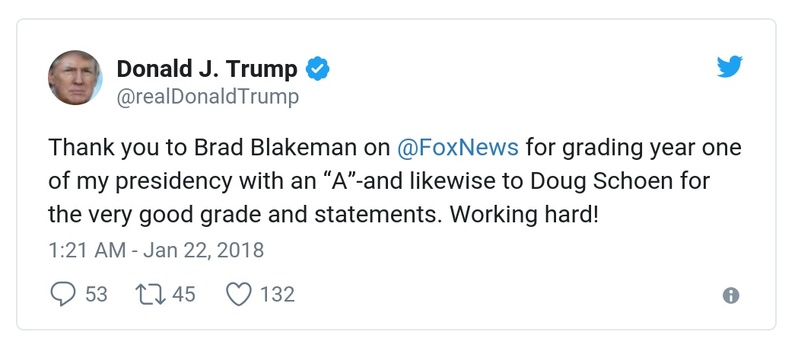 Donald J. Trump
@realDonaldTrump
Thank you to Brad Blakeman on @FoxNews for grading year one
of my presidency with an “A”-and likewise to Doug Schoen for
the very good grade and statements. Working hard!
1:21 AM - Jan 22, 2018
53 45 132